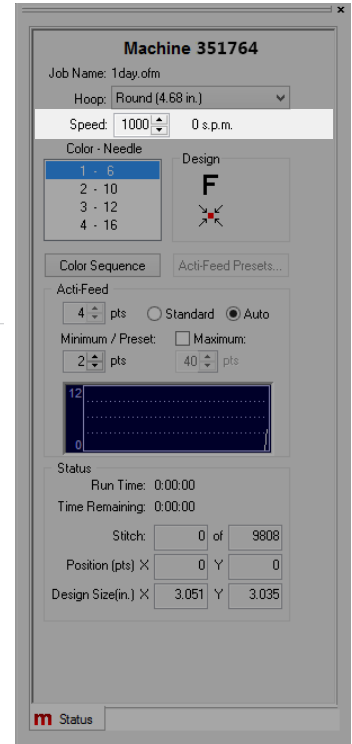 x
Machine 351764
Job Name: 1day.ofm
Hoop: Round (4.68 in.)
Speed: 1000 0 s.p.m.
Color - Needle
1 - 6
2 - 10
3 - 12
4 - 16
Design
F
Color Sequence Acti-Feed Presets...
Acti-Feed
4 pts Standard Auto
Minimum / Preset: Maximum:
2 pts 40 pts
12
0
Status
Run Time: 0:00:00
Time Remaining: 0:00:00
Stitch: 0 of 9808
Position (pts) X 0 Y 0
Design Size(in.) X 3.051 Y 3.035
m Status